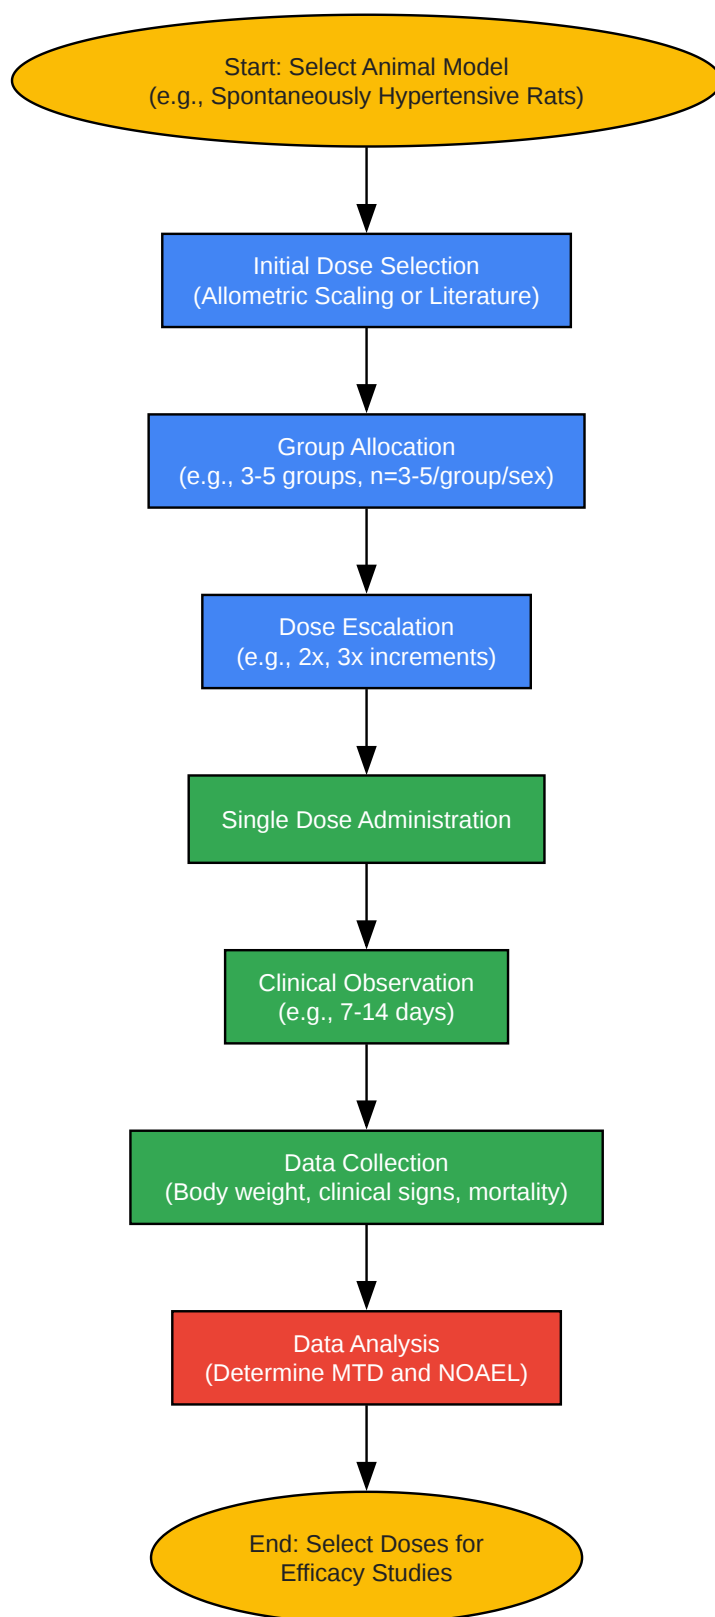 Start: Select Animal Model
(e.g., Spontaneously Hypertensive Rats)
Initial Dose Selection
(Allometric Scaling or Literature)
Group Allocation
(e.g., 3-5 groups, n=3-5/group/sex)
Dose Escalation
(e.g., 2x, 3x increments)
Single Dose Administration
Clinical Observation
(e.g., 7-14 days)
Data Collection
(Body weight, clinical signs, mortality)
Data Analysis
(Determine MTD and NOAEL)
End: Select Doses for
Efficacy Studies